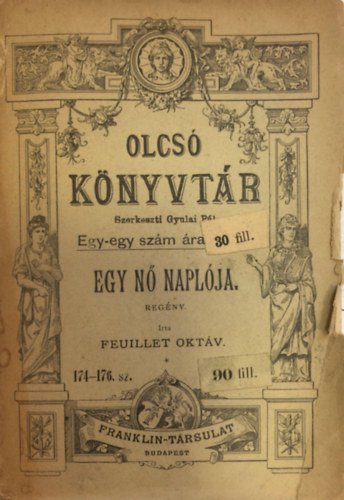 OLCSÓ
KÖNYVTÁR
Szerkeszti Gyulai Pál
Egy-egy szám ára 30 fill.
EGY NŐ NAPLÓJA.
REGÉNY.
Irta
FEUILLET OKTÁV.
174–176. sz. 90 fill.
FRANKLIN-TÁRSULAT
BUDAPEST